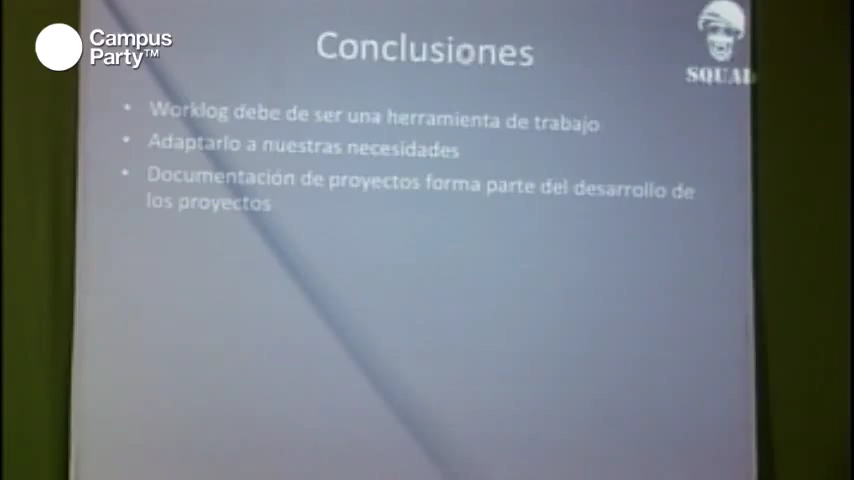 Campus
Party™
Conclusiones
SQUAD
• Worklog debe de ser una herramienta de trabajo
• Adaptarlo a nuestras necesidades
• Documentación de proyectos forma parte del desarrollo de
los proyectos